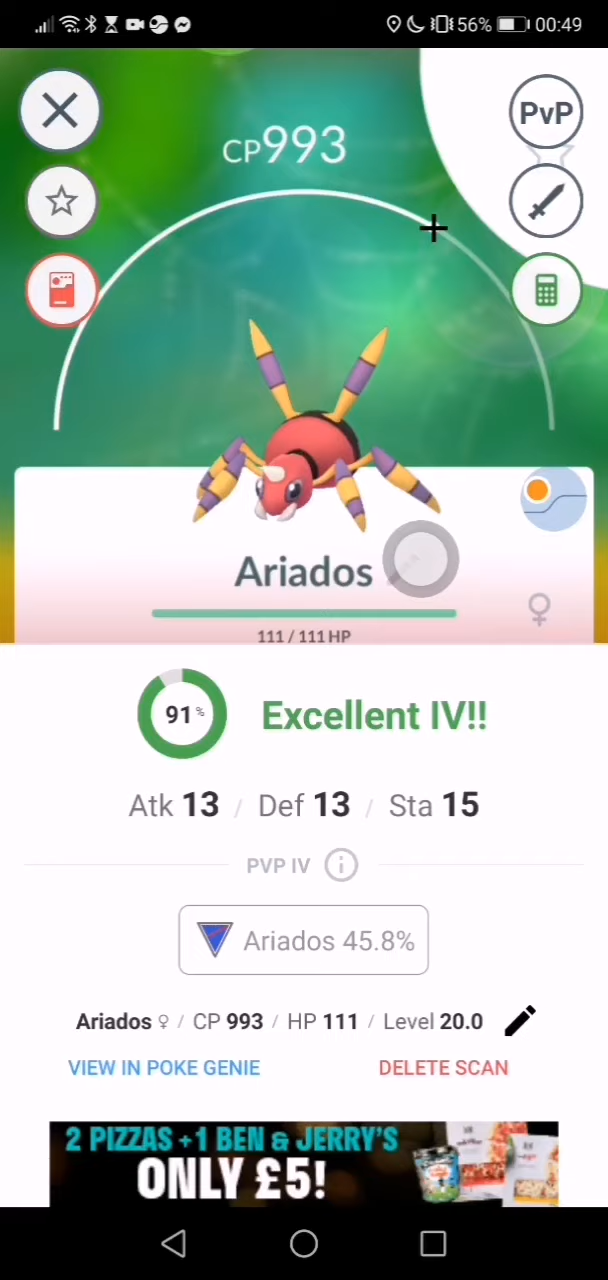 56% 00:49
PvP
CP993
Ariados
111 / 111 HP
91%
Excellent IV!!
Atk 13 / Def 13 / Sta 15
PVP IV
Ariados 45.8%
Ariados ♀ / CP 993 / HP 111 / Level 20.0
VIEW IN POKE GENIE
DELETE SCAN
2 PIZZAS +1 BEN & JERRY'S
ONLY £5!